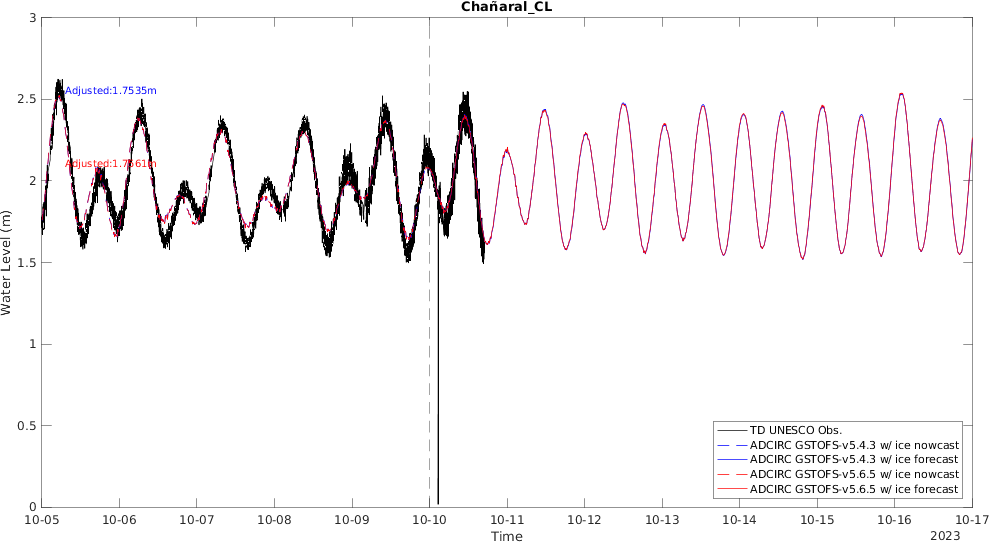 Chañaral_CL
3
2.5
2
1.5
1
0.5
0
Water Level (m)
Adjusted:1.7535m
TD UNESCO Obs.
ADCIRC GSTOFS-v5.4.3 w/ ice nowcast
ADCIRC GSTOFS-v5.4.3 w/ ice forecast
ADCIRC GSTOFS-v5.6.5 w/ ice nowcast
ADCIRC GSTOFS-v5.6.5 w/ ice forecast
10-05 10-06 10-07 10-08 10-09 10-10 10-11 10-12 10-13 10-14 10-15 10-16 10-17
Time
2023